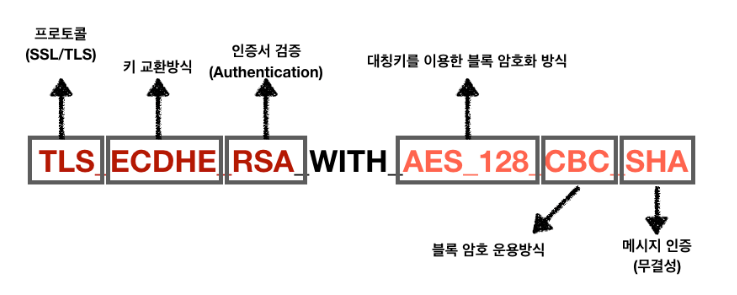 프로토콜
(SSL/TLS)
키 교환방식
인증서 검증
(Authentication)
대칭키를 이용한 블록 암호화 방식
TLS_ECDHE_RSA_WITH_AES_128_CBC_SHA
블록 암호 운용방식
메시지 인증
(무결성)